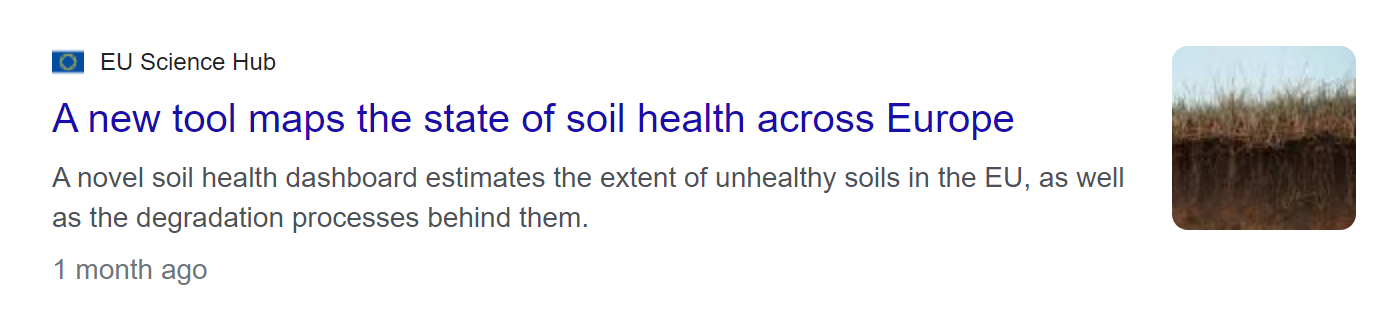 EU Science Hub
A new tool maps the state of soil health across Europe
A novel soil health dashboard estimates the extent of unhealthy soils in the EU, as well
as the degradation processes behind them.
1 month ago